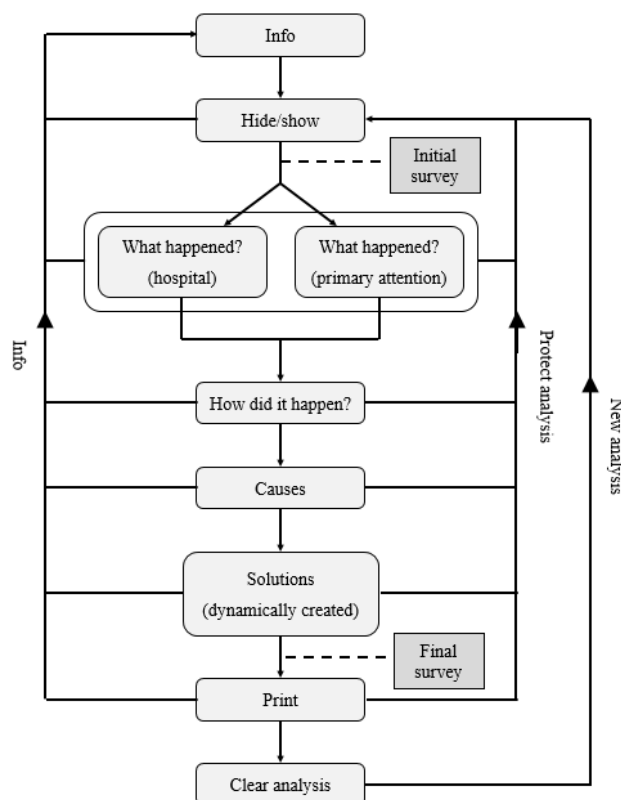 Info
Hide/show
Initial
survey
What happened?
(hospital)
What happened?
(primary attention)
Info
Protect analysis
New analysis
How did it happen?
Causes
Solutions
(dynamically created)
Final
survey
Print
Clear analysis